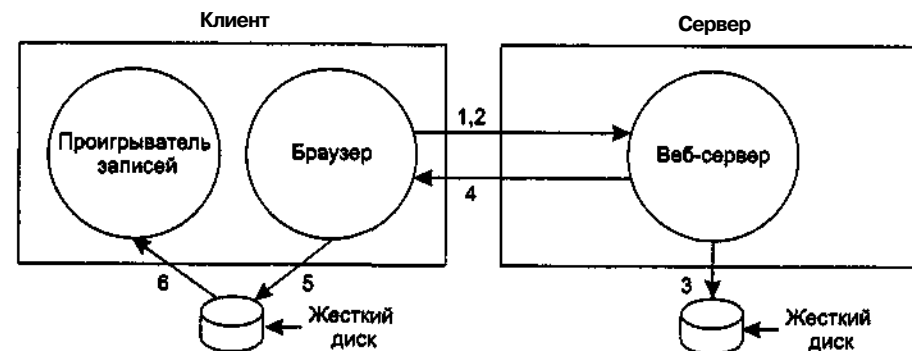 Клиент
Сервер
Проигрыватель
записей
Браузер
1,2
4
Веб-сервер
6
5
3
Жесткий
диск
Жесткий
диск